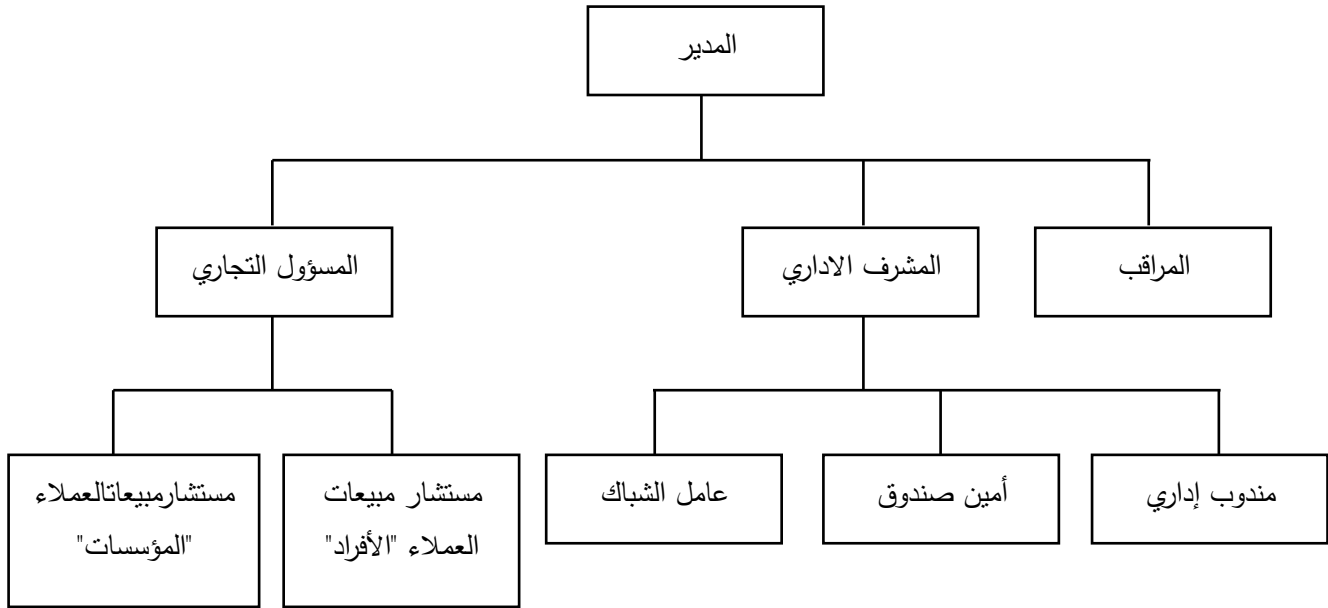 المدير
المراقب
المشرف الاداري
المسؤول التجاري
مندوب إداري
أمين صندوق
عامل الشباك
مستشار مبيعات
العملاء "الأفراد"
مستشارمبيعاتالعملاء
"المؤسسات"